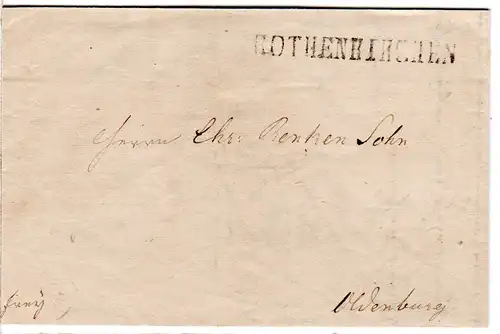 ROTHENKIRCHEN
Herrn Chr: Renken Sohn
frey
Oldenburg